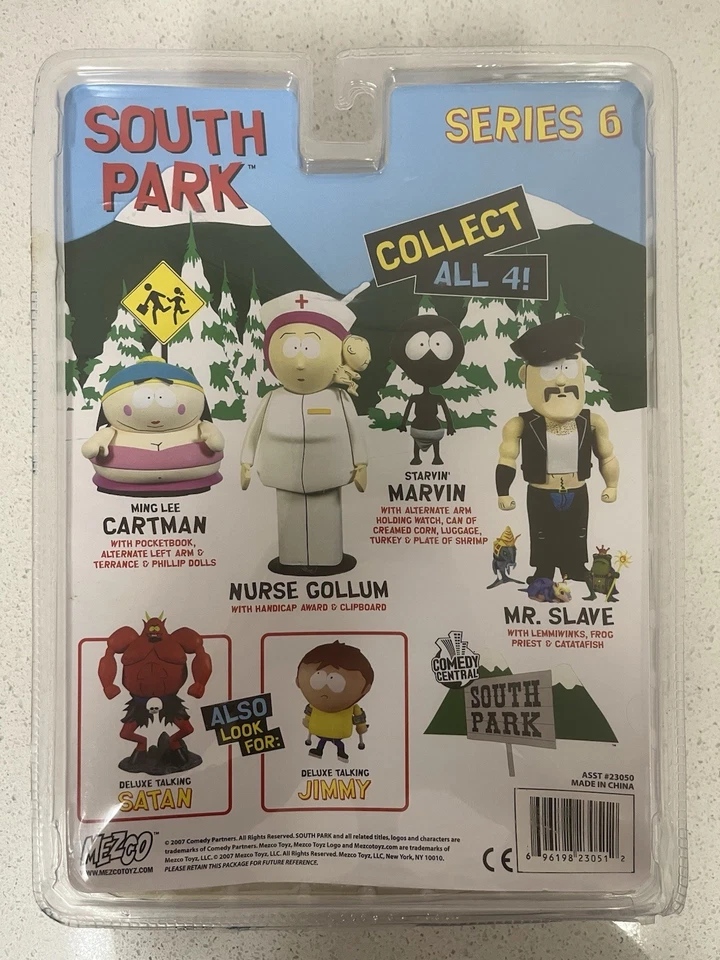 SOUTH
PARK™
SERIES 6
COLLECT
ALL 4!
MING LEE
CARTMAN
WITH POCKETBOOK,
ALTERNATE LEFT ARM &
TERRANCE & PHILLIP DOLLS
NURSE GOLLUM
WITH HANDICAP AWARD & CLIPBOARD
STARVIN'
MARVIN
WITH ALTERNATE ARM
HOLDING WATCH, CAN OF
CREAMED CORN, LUGGAGE,
TURKEY & PLATE OF SHRIMP
MR. SLAVE
WITH LEMMIWINKS, FROG
PRIEST & CATATAFISH
DELUXE TALKING
SATAN
ALSO
LOOK
FOR:
DELUXE TALKING
JIMMY
COMEDY
CENTRAL
SOUTH
PARK
™
ASST #23050
MADE IN CHINA
MEZCO™
WWW.MEZCOTOYZ.COM
© 2007 Comedy Partners. All Rights Reserved. SOUTH PARK and all related titles, logos and characters are
trademarks of Comedy Partners. Mezco Toyz, Mezco Toyz Logo and Mezcotoyz.com are trademarks of
Mezco Toyz, LLC. © 2007 Mezco Toyz, LLC. All Rights Reserved. Mezco Toyz, LLC, New York, NY 10010.
PLEASE RETAIN THIS PACKAGE FOR FUTURE REFERENCE.
CE
6 96198 23051 2